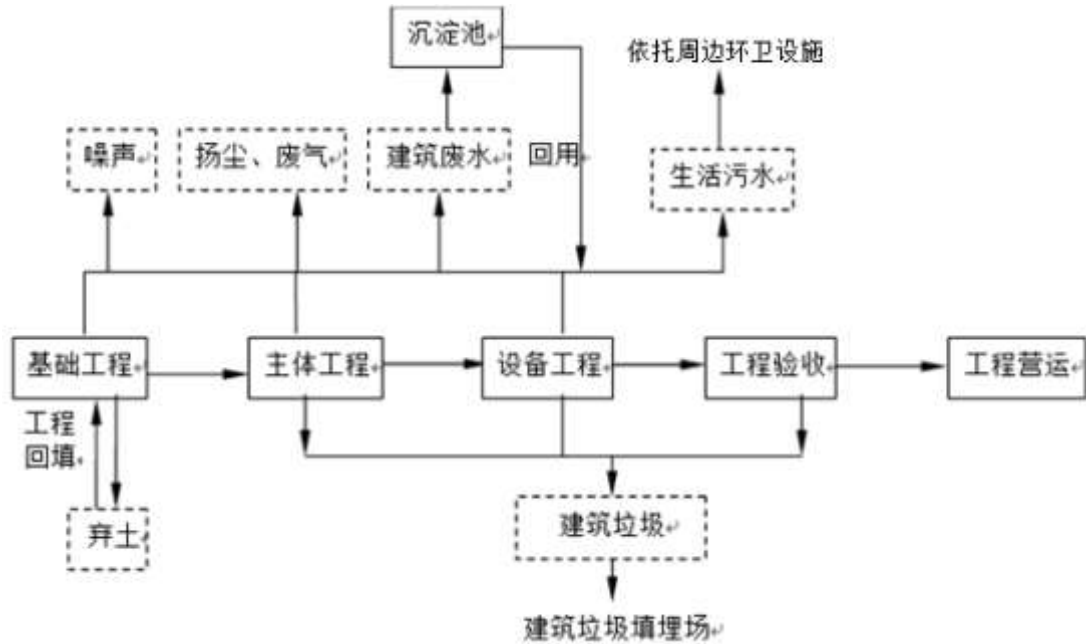 沉淀池
依托周边环卫设施
噪声
扬尘、废气
建筑废水
回用
生活污水
基础工程
主体工程
设备工程
工程验收
工程营运
工程
回填
弃土
建筑垃圾
建筑垃圾填埋场